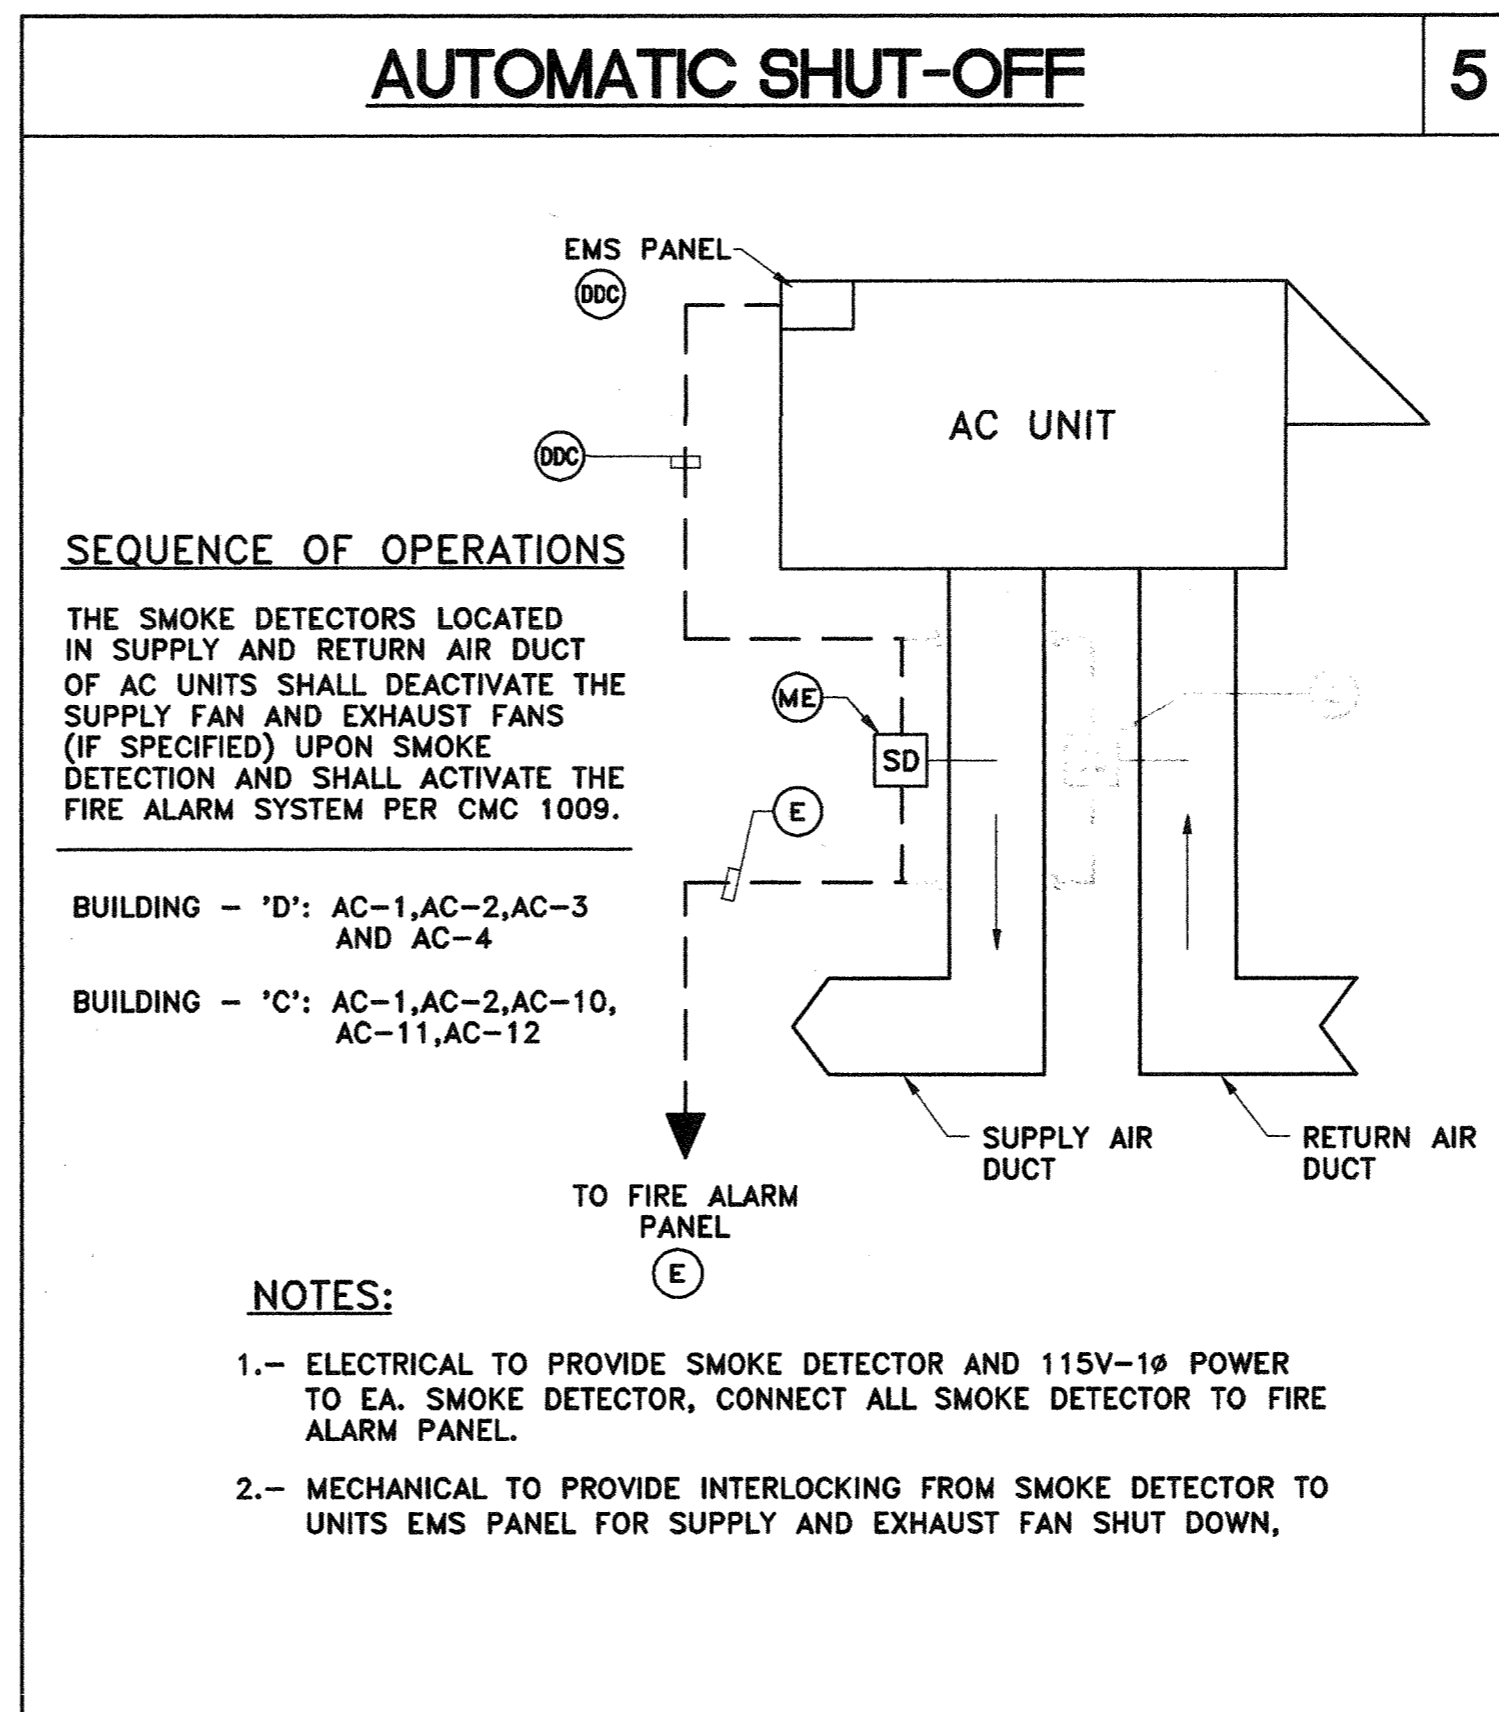 AUTOMATIC SHUT-OFF
5
EMS PANEL
DDC
AC UNIT
DDC
SEQUENCE OF OPERATIONS
THE SMOKE DETECTORS LOCATED
IN SUPPLY AND RETURN AIR DUCT
OF AC UNITS SHALL DEACTIVATE THE
SUPPLY FAN AND EXHAUST FANS
(IF SPECIFIED) UPON SMOKE
DETECTION AND SHALL ACTIVATE THE
FIRE ALARM SYSTEM PER CMC 1009.
ME
SD
E
BUILDING - 'D': AC-1,AC-2,AC-3
AND AC-4
BUILDING - 'C': AC-1,AC-2,AC-10,
AC-11,AC-12
SUPPLY AIR
DUCT
RETURN AIR
DUCT
TO FIRE ALARM
PANEL
E
NOTES:
1.- ELECTRICAL TO PROVIDE SMOKE DETECTOR AND 115V-1ø POWER
TO EA. SMOKE DETECTOR, CONNECT ALL SMOKE DETECTOR TO FIRE
ALARM PANEL.
2.- MECHANICAL TO PROVIDE INTERLOCKING FROM SMOKE DETECTOR TO
UNITS EMS PANEL FOR SUPPLY AND EXHAUST FAN SHUT DOWN,